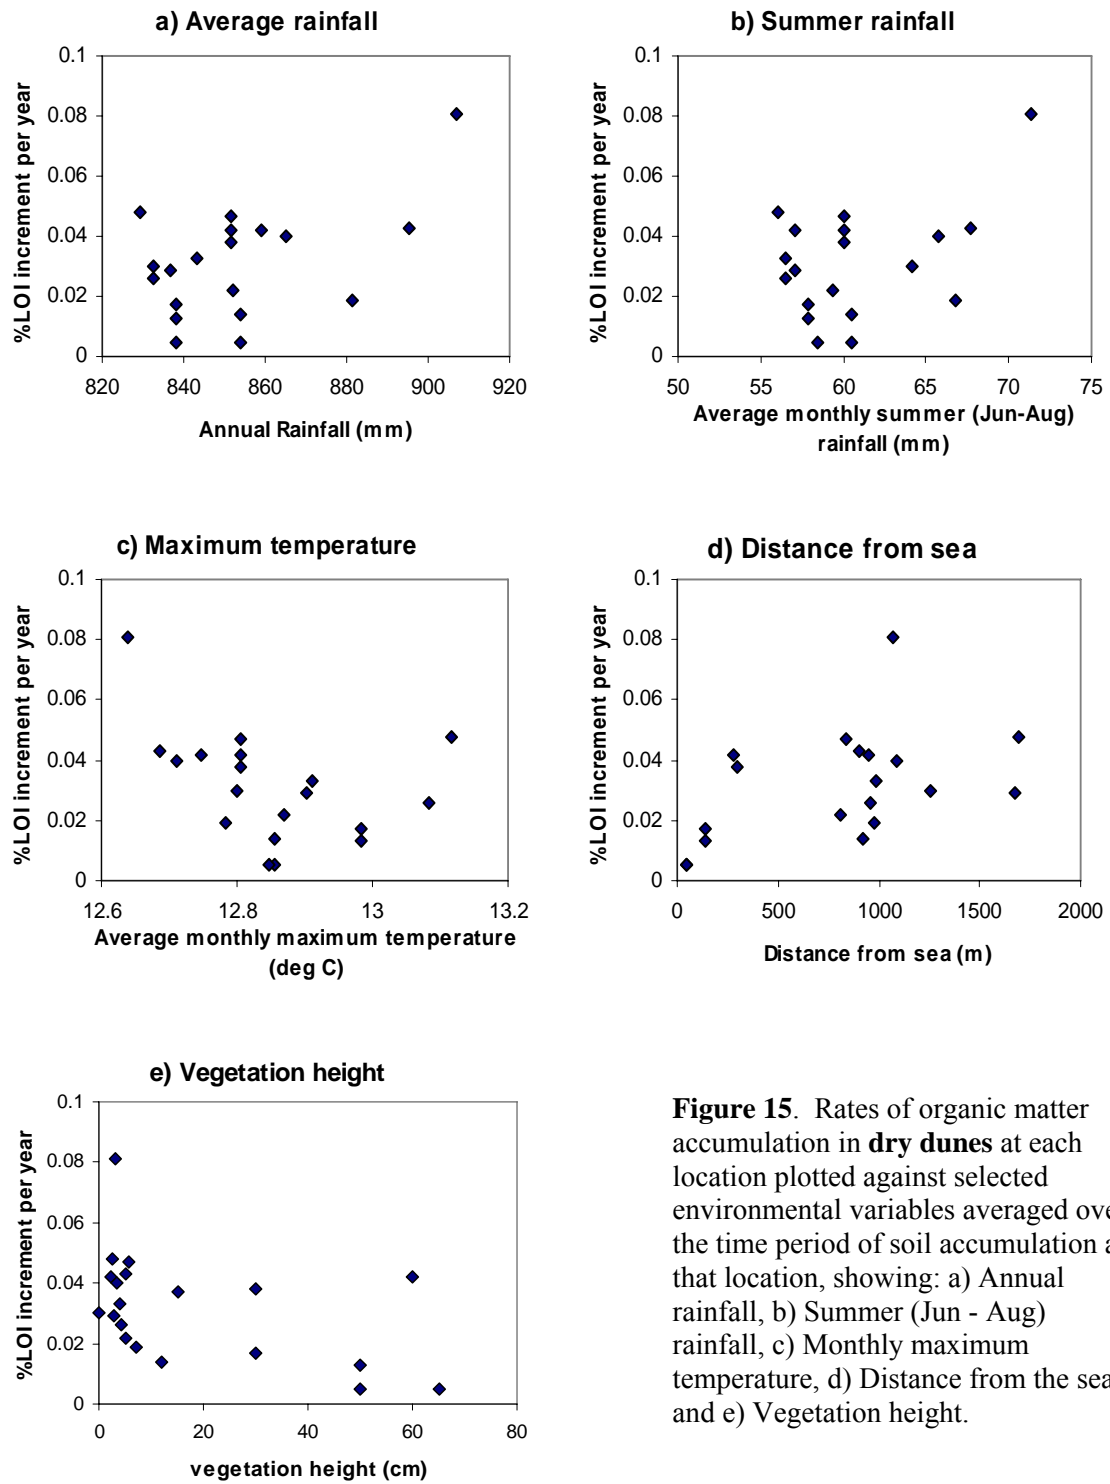 a) Average rainfall
%LOI increment per year
0.1
0.08
0.06
0.04
0.02
0
820 840 860 880 900 920
Annual Rainfall (mm)
b) Summer rainfall
%LOI increment per year
0.1
0.08
0.06
0.04
0.02
0
50 55 60 65 70 75
Average monthly summer (Jun-Aug)
rainfall (mm)
c) Maximum temperature
%LOI increment per year
0.1
0.08
0.06
0.04
0.02
0
12.6 12.8 13 13.2
Average monthly maximum temperature
(deg C)
d) Distance from sea
%LOI increment per year
0.1
0.08
0.06
0.04
0.02
0
0 500 1000 1500 2000
Distance from sea (m)
e) Vegetation height
%LOI increment per year
0.1
0.08
0.06
0.04
0.02
0
0 20 40 60 80
vegetation height (cm)
Figure 15. Rates of organic matter
accumulation in dry dunes at each
location plotted against selected
environmental variables averaged ove
the time period of soil accumulation a
that location, showing: a) Annual
rainfall, b) Summer (Jun - Aug)
rainfall, c) Monthly maximum
temperature, d) Distance from the sea
and e) Vegetation height.